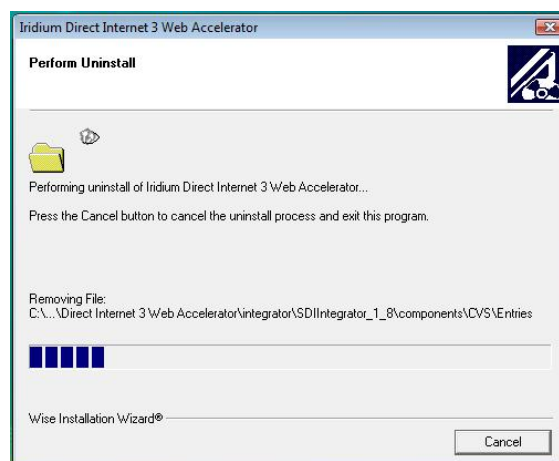 Iridium Direct Internet 3 Web Accelerator
Perform Uninstall
Performing uninstall of Iridium Direct Internet 3 Web Accelerator...
Press the Cancel button to cancel the uninstall process and exit this program.
Removing File:
C:\...\Direct Internet 3 Web Accelerator\integrator\SDIIntegrator_1_8\components\CVS\Entries
Wise Installation Wizard®
Cancel